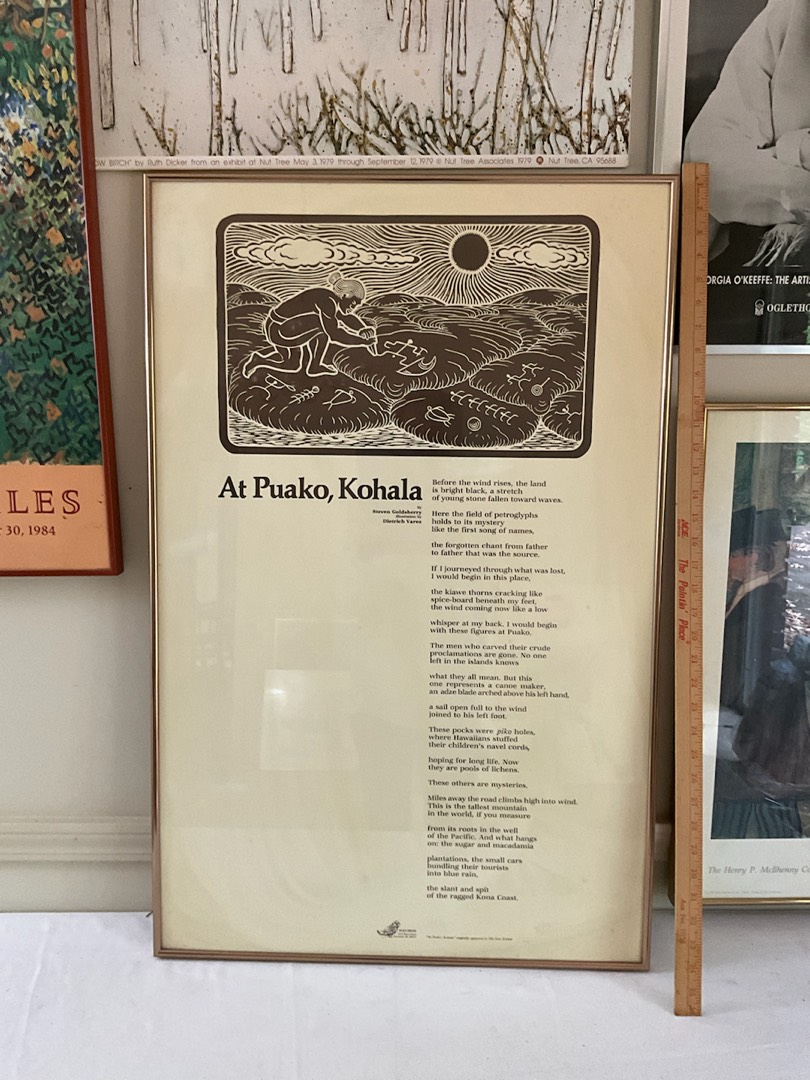 OW BIRCH" by Ruth Dicker from an exhibit at Nut Tree May 3, 1979 through September 12, 1979 © Nut Tree Associates 1979 Nut Tree, CA 95688
LES
30, 1984
ORGIA O'KEEFFE: THE ARTI
OGLETHO
At Puako, Kohala
by
Steven Goldsberry
illustration by
Dietrich Varez
Before the wind rises, the land
is bright black, a stretch
of young stone fallen toward waves.
Here the field of petroglyphs
holds to its mystery
like the first song of names,
the forgotten chant from father
to father that was the source.
If I journeyed through what was lost,
I would begin in this place,
the kiawe thorns cracking like
spice-board beneath my feet,
the wind coming now like a low
whisper at my back. I would begin
with these figures at Puako.
The men who carved their crude
proclamations are gone. No one
left in the islands knows
what they all mean. But this
one represents a canoe maker,
an adze blade arched above his left hand,
a sail open full to the wind
joined to his left foot.
These pocks were piko holes,
where Hawaiians stuffed
their children's navel cords,
hoping for long life. Now
they are pools of lichens.
These others are mysteries.
Miles away the road climbs high into wind.
This is the tallest mountain
in the world, if you measure
from its roots in the well
of the Pacific. And what hangs
on: the sugar and macadamia
plantations, the small cars
bundling their tourists
into blue rain,
the slant and spit
of the ragged Kona Coast.
ACE The Paintin' Place
The Henry P. McIlhenny Co